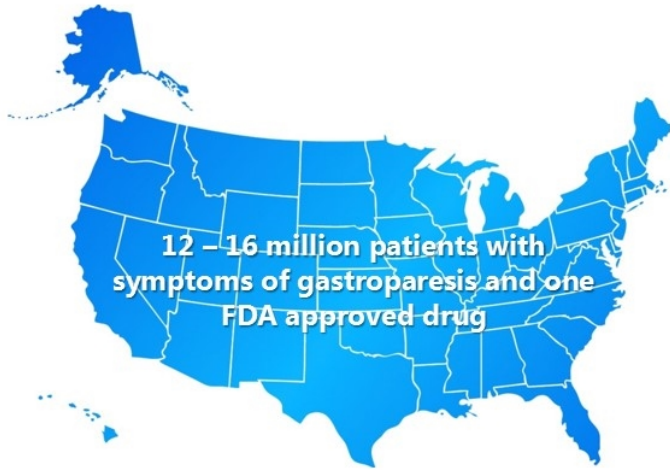 12 – 16 million patients with
symptoms of gastroparesis and one
FDA approved drug